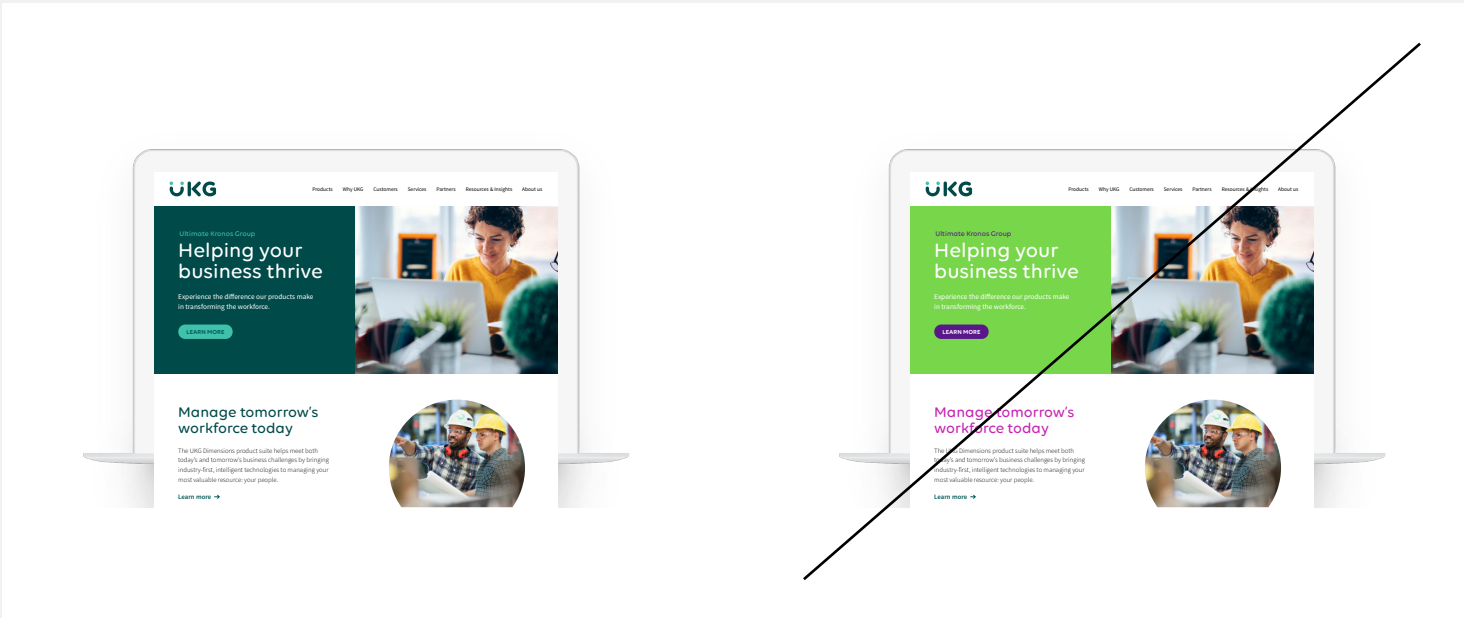 UKG
Products Why UKG Customers Services Partners Resources & Insights About us
Ultimate Kronos Group
Helping your
business thrive
Experience the difference our products make
in transforming the workforce.
LEARN MORE
Manage tomorrow's
workforce today
The UKG Dimensions product suite helps meet both
today's and tomorrow's business challenges by bringing
industry-first, intelligent technologies to managing your
most valuable resource: your people.
Learn more →
UKG
Products Why UKG Customers Services Partners Resources & Insights About us
Ultimate Kronos Group
Helping your
business thrive
Experience the difference our products make
in transforming the workforce.
LEARN MORE
Manage tomorrow's
workforce today
The UKG Dimensions product suite helps meet both
today's and tomorrow's business challenges by bringing
industry-first, intelligent technologies to managing your
most valuable resource: your people.
Learn more →